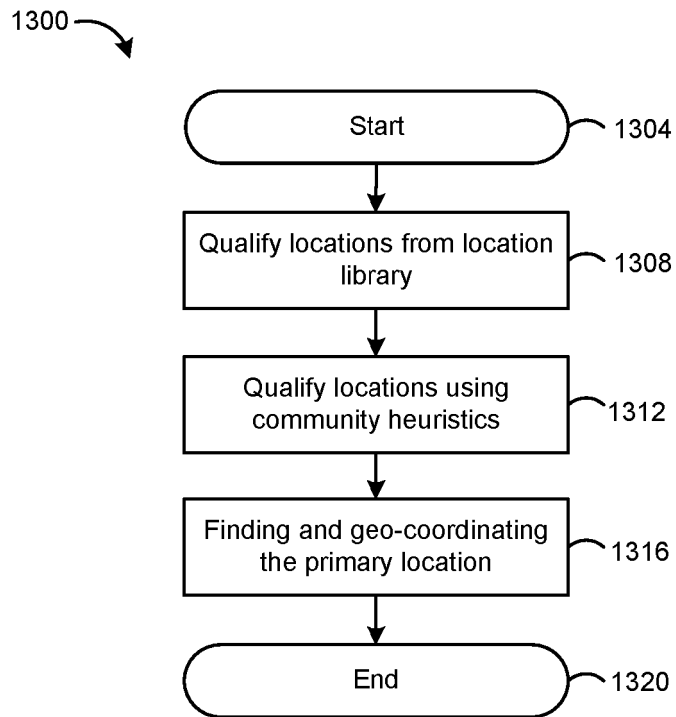 1300
Start
1304
Qualify locations from location
library
1308
Qualify locations using
community heuristics
1312
Finding and geo-coordinating
the primary location
1316
End
1320